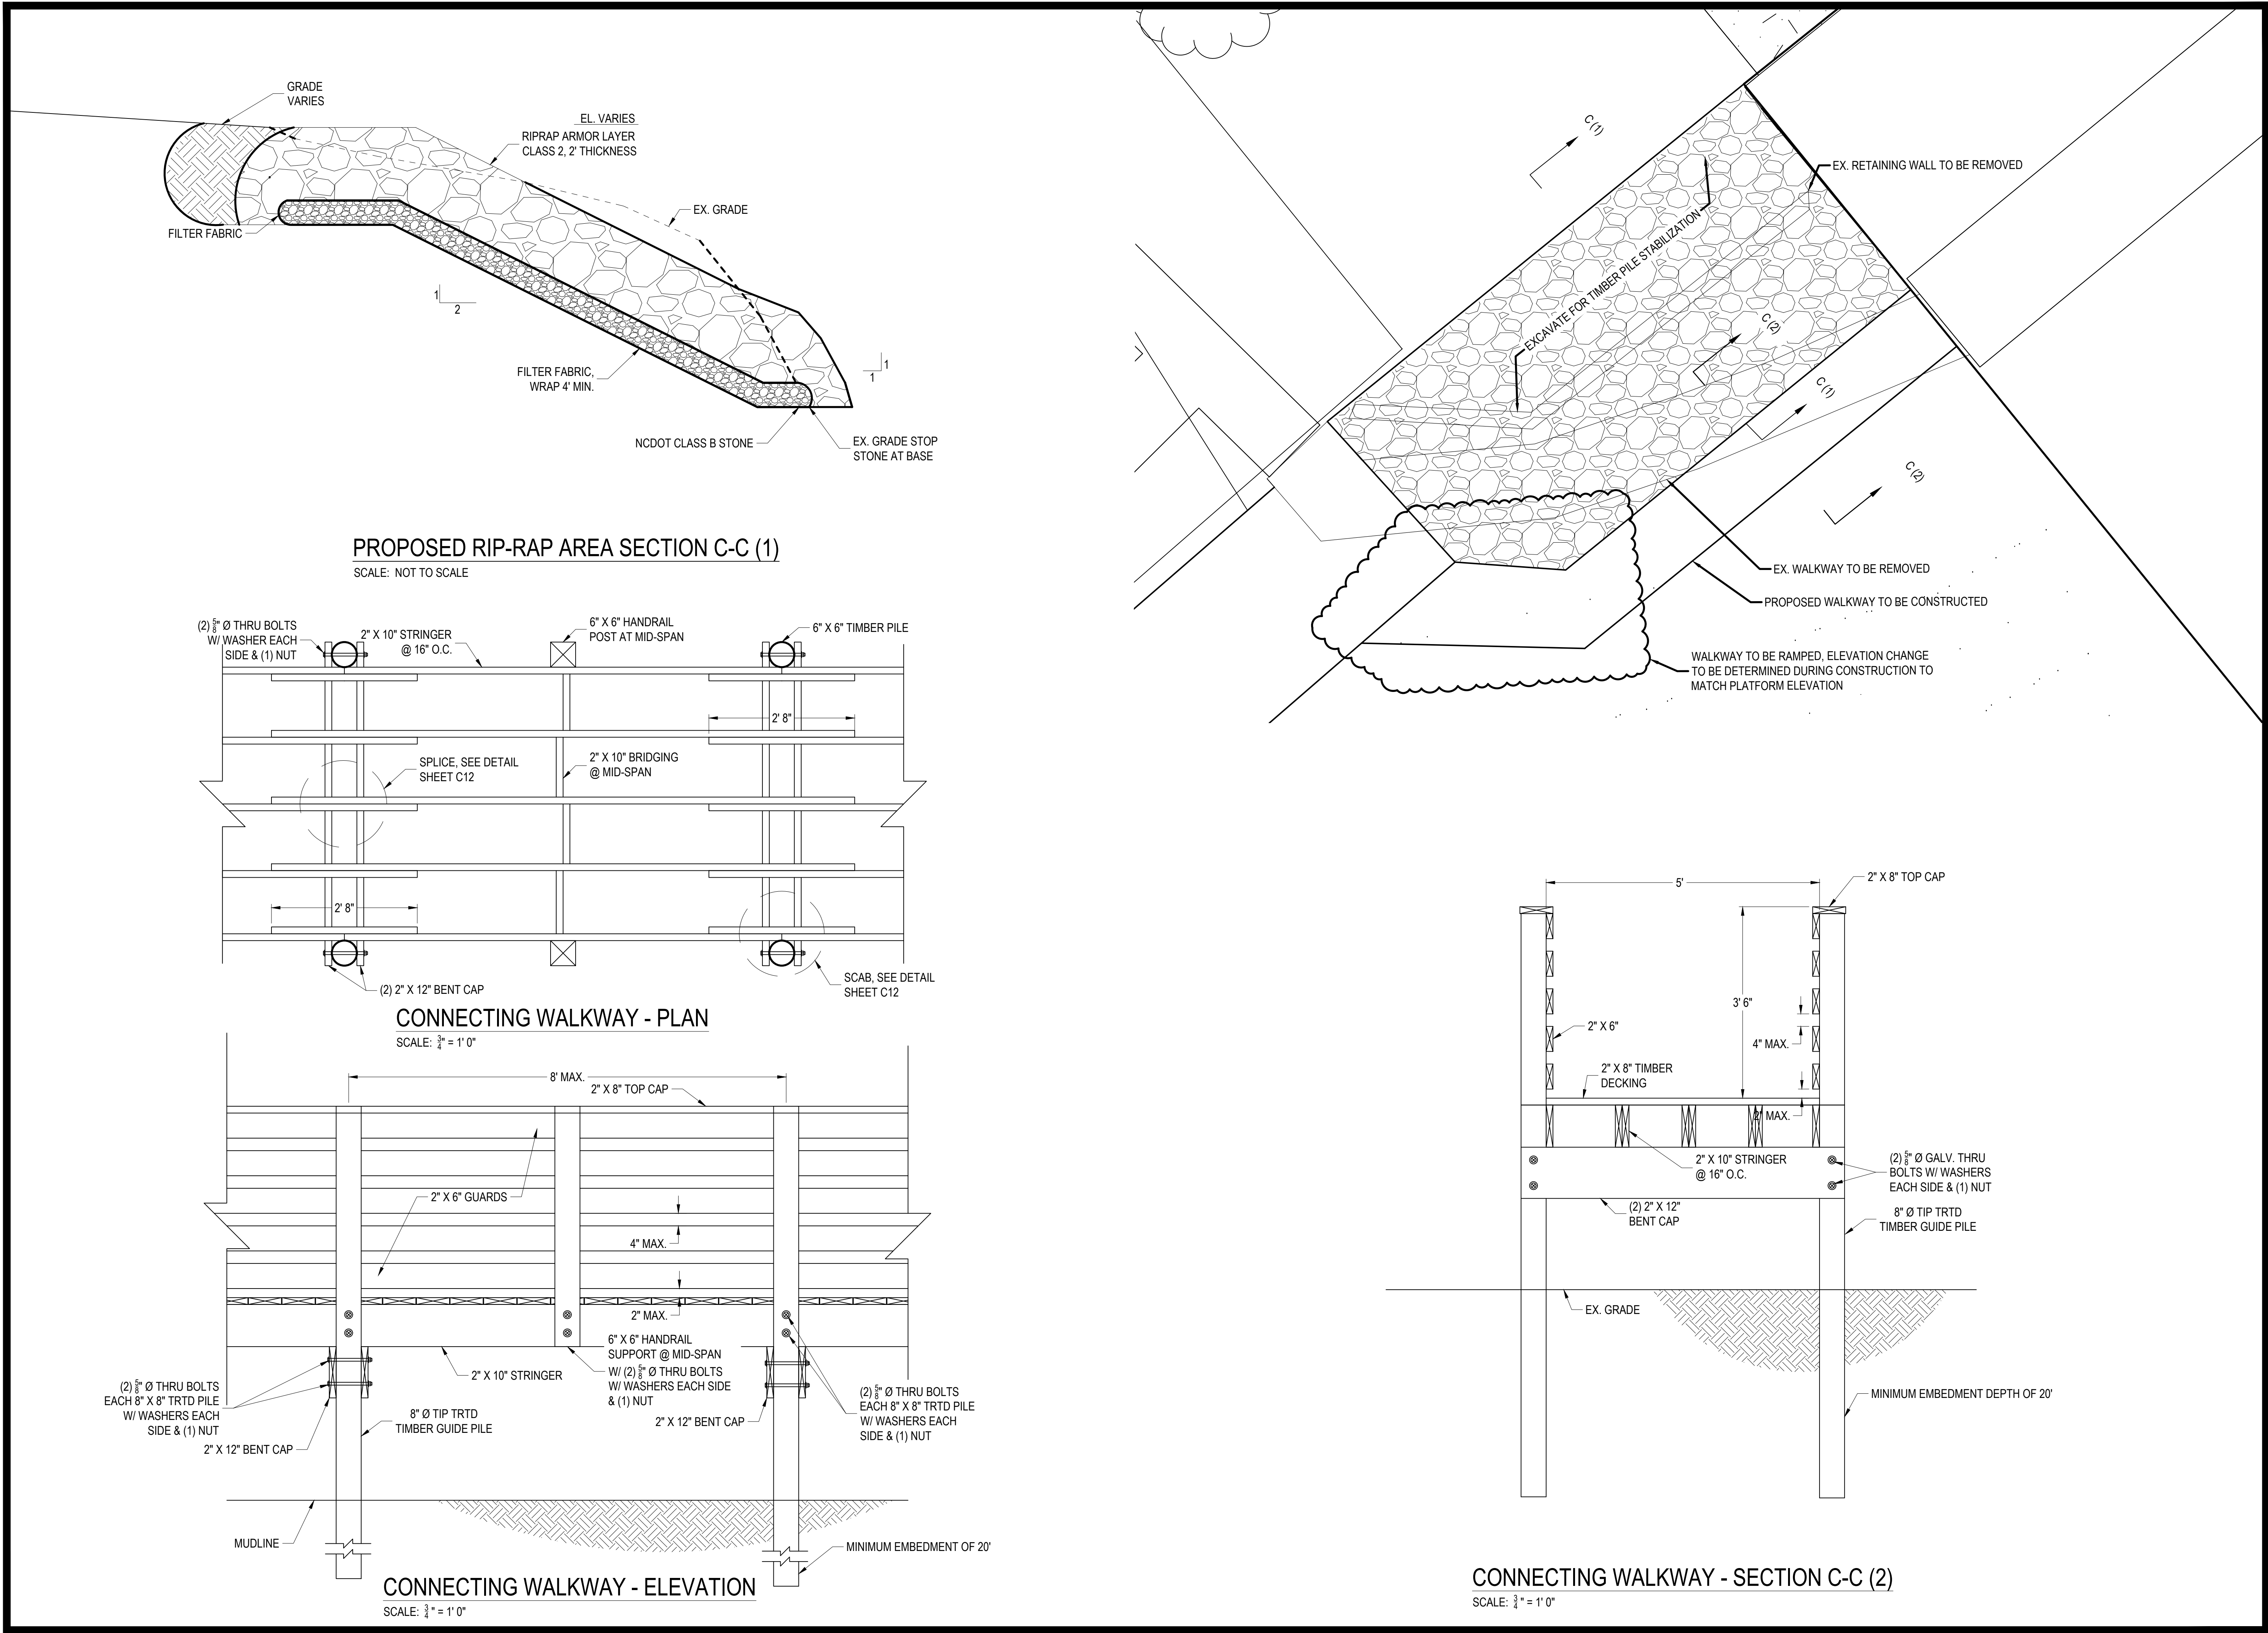 GRADE
VARIES
EL. VARIES
RIPRAP ARMOR LAYER
CLASS 2, 2' THICKNESS
EX. GRADE
FILTER FABRIC
1
2
FILTER FABRIC,
WRAP 4' MIN.
1
1
NCDOT CLASS B STONE
EX. GRADE STOP
STONE AT BASE
PROPOSED RIP-RAP AREA SECTION C-C (1)
SCALE: NOT TO SCALE
C (1)
EX. RETAINING WALL TO BE REMOVED
EXCAVATE FOR TIMBER PILE STABILIZATION
C (2)
C (1)
C (2)
EX. WALKWAY TO BE REMOVED
PROPOSED WALKWAY TO BE CONSTRUCTED
WALKWAY TO BE RAMPED, ELEVATION CHANGE
TO BE DETERMINED DURING CONSTRUCTION TO
MATCH PLATFORM ELEVATION
(2) 5/8" Ø THRU BOLTS
W/ WASHER EACH
SIDE & (1) NUT
2" X 10" STRINGER
@ 16" O.C.
6" X 6" HANDRAIL
POST AT MID-SPAN
6" X 6" TIMBER PILE
2' 8"
SPLICE, SEE DETAIL
SHEET C12
2" X 10" BRIDGING
@ MID-SPAN
2' 8"
SCAB, SEE DETAIL
SHEET C12
(2) 2" X 12" BENT CAP
CONNECTING WALKWAY - PLAN
SCALE: 3/4" = 1' 0"
8' MAX.
2" X 8" TOP CAP
2" X 6" GUARDS
4" MAX.
2" MAX.
6" X 6" HANDRAIL
SUPPORT @ MID-SPAN
W/ (2) 5/8" Ø THRU BOLTS
W/ WASHERS EACH SIDE
& (1) NUT
2" X 10" STRINGER
(2) 5/8" Ø THRU BOLTS
EACH 8" X 8" TRTD PILE
W/ WASHERS EACH
SIDE & (1) NUT
2" X 12" BENT CAP
8" Ø TIP TRTD
TIMBER GUIDE PILE
2" X 12" BENT CAP
(2) 5/8" Ø THRU BOLTS
EACH 8" X 8" TRTD PILE
W/ WASHERS EACH
SIDE & (1) NUT
MUDLINE
MINIMUM EMBEDMENT OF 20'
CONNECTING WALKWAY - ELEVATION
SCALE: 3/4 " = 1' 0"
5'
2" X 8" TOP CAP
3' 6"
2" X 6"
4" MAX.
2" X 8" TIMBER
DECKING
2" MAX.
2" X 10" STRINGER
@ 16" O.C.
(2) 5/8" Ø GALV. THRU
BOLTS W/ WASHERS
EACH SIDE & (1) NUT
(2) 2" X 12"
BENT CAP
8" Ø TIP TRTD
TIMBER GUIDE PILE
EX. GRADE
MINIMUM EMBEDMENT DEPTH OF 20'
CONNECTING WALKWAY - SECTION C-C (2)
SCALE: 3/4 " = 1' 0"